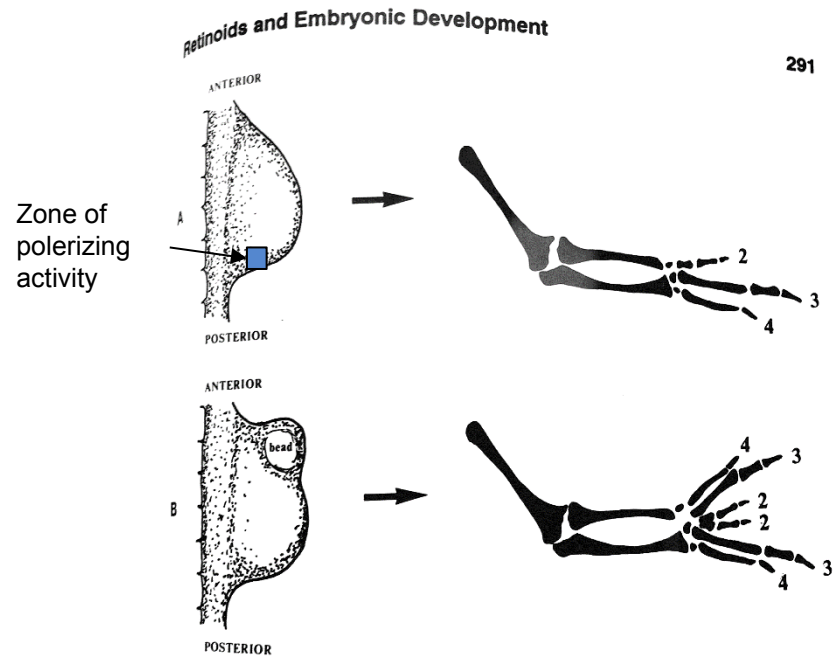 Retinoids and Embryonic Development
291
ANTERIOR
A
Zone of
polerizing
activity
POSTERIOR
2
3
4
ANTERIOR
bead
B
POSTERIOR
4
3
2
2
3
4